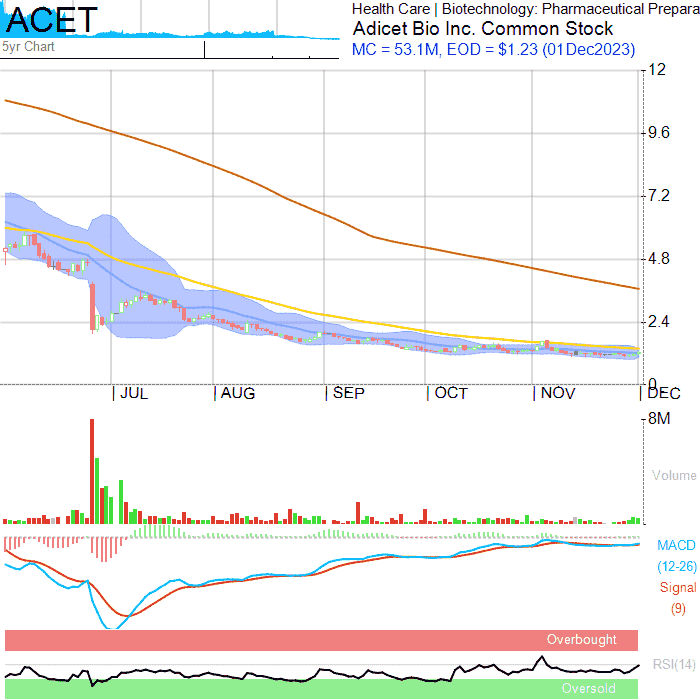 ACET
5yr Chart
Health Care | Biotechnology: Pharmaceutical Prepara
Adicet Bio Inc. Common Stock
MC = 53.1M, EOD = $1.23 (01Dec2023)
12
9.6
7.2
4.8
2.4
0
JUL
AUG
SEP
OCT
NOV
DEC
8M
Volume
MACD
(12-26)
Signal
(9)
Overbought
RSI(14)
Oversold